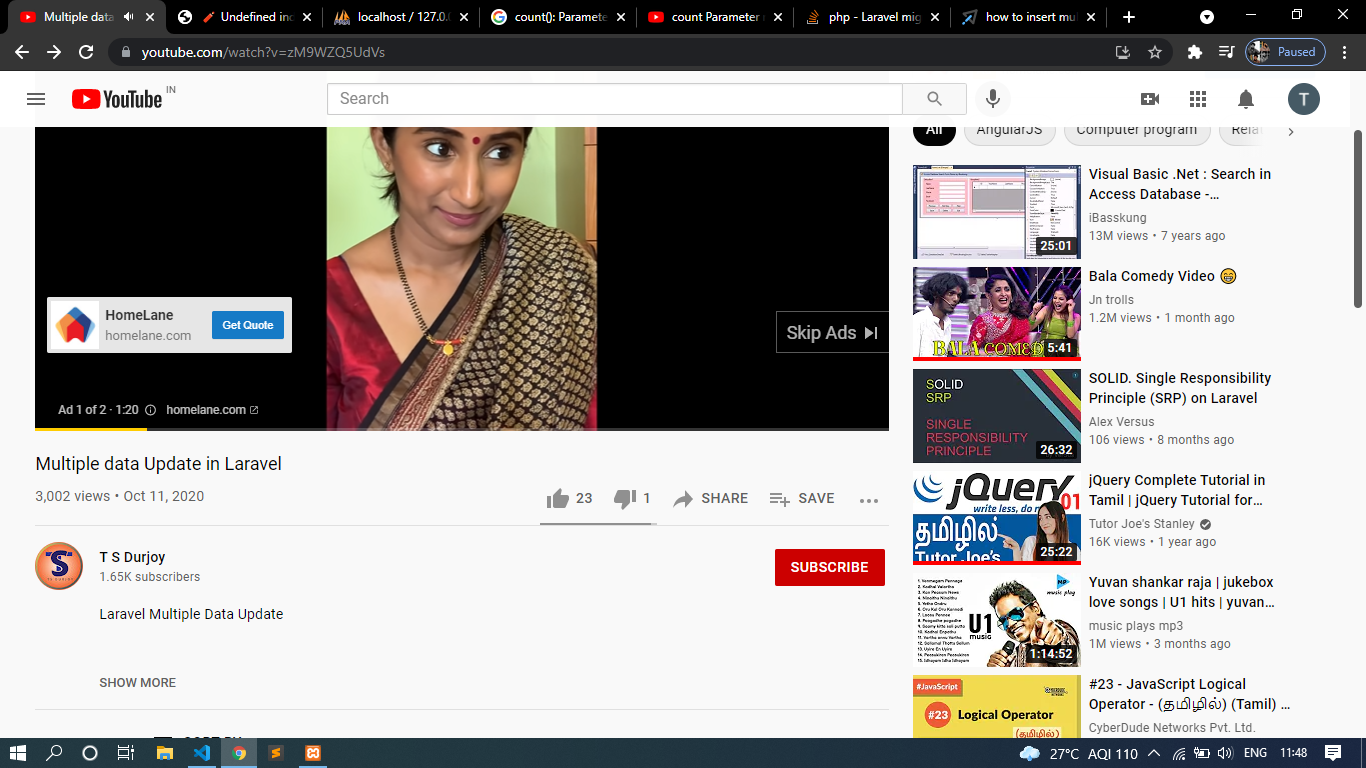 Multiple data
Undefined ind
localhost / 127.0.0
count(): Paramete
count Parameter
php - Laravel mig
how to insert mul
youtube.com/watch?v=zM9WZQ5UdVs
Paused
YouTube IN
Search
T
All
AngularJS
Computer program
Rela
HomeLane
homelane.com
Get Quote
Skip Ads
Ad 1 of 2 · 1:20
homelane.com
Multiple data Update in Laravel
3,002 views • Oct 11, 2020
23
1
SHARE
SAVE
T S Durjoy
1.65K subscribers
SUBSCRIBE
Laravel Multiple Data Update
SHOW MORE
25:01
Visual Basic .Net : Search in
Access Database -...
iBasskung
13M views • 7 years ago
BALA COMED
5:41
Bala Comedy Video 😁
Jn trolls
1.2M views • 1 month ago
SOLID
SRP
SINGLE
RESPONSIBILITY
PRINCIPLE
26:32
SOLID. Single Responsibility
Principle (SRP) on Laravel
Alex Versus
106 views • 8 months ago
jQuery
write less, do
01
தமிழில்
Tutor Joe's
25:22
jQuery Complete Tutorial in
Tamil | jQuery Tutorial for...
Tutor Joe's Stanley
16K views • 1 year ago
NP
music play
U1
MUSIC
1:14:52
Yuvan shankar raja | jukebox
love songs | U1 hits | yuvan...
music plays mp3
1M views • 3 months ago
#JavaScript
#23
Logical Operator
(தமிழில்)
#23 - JavaScript Logical
Operator - (தமிழில்) (Tamil) ...
CyberDude Networks Pvt. Ltd.
27°C AQI 110
ENG
11:48